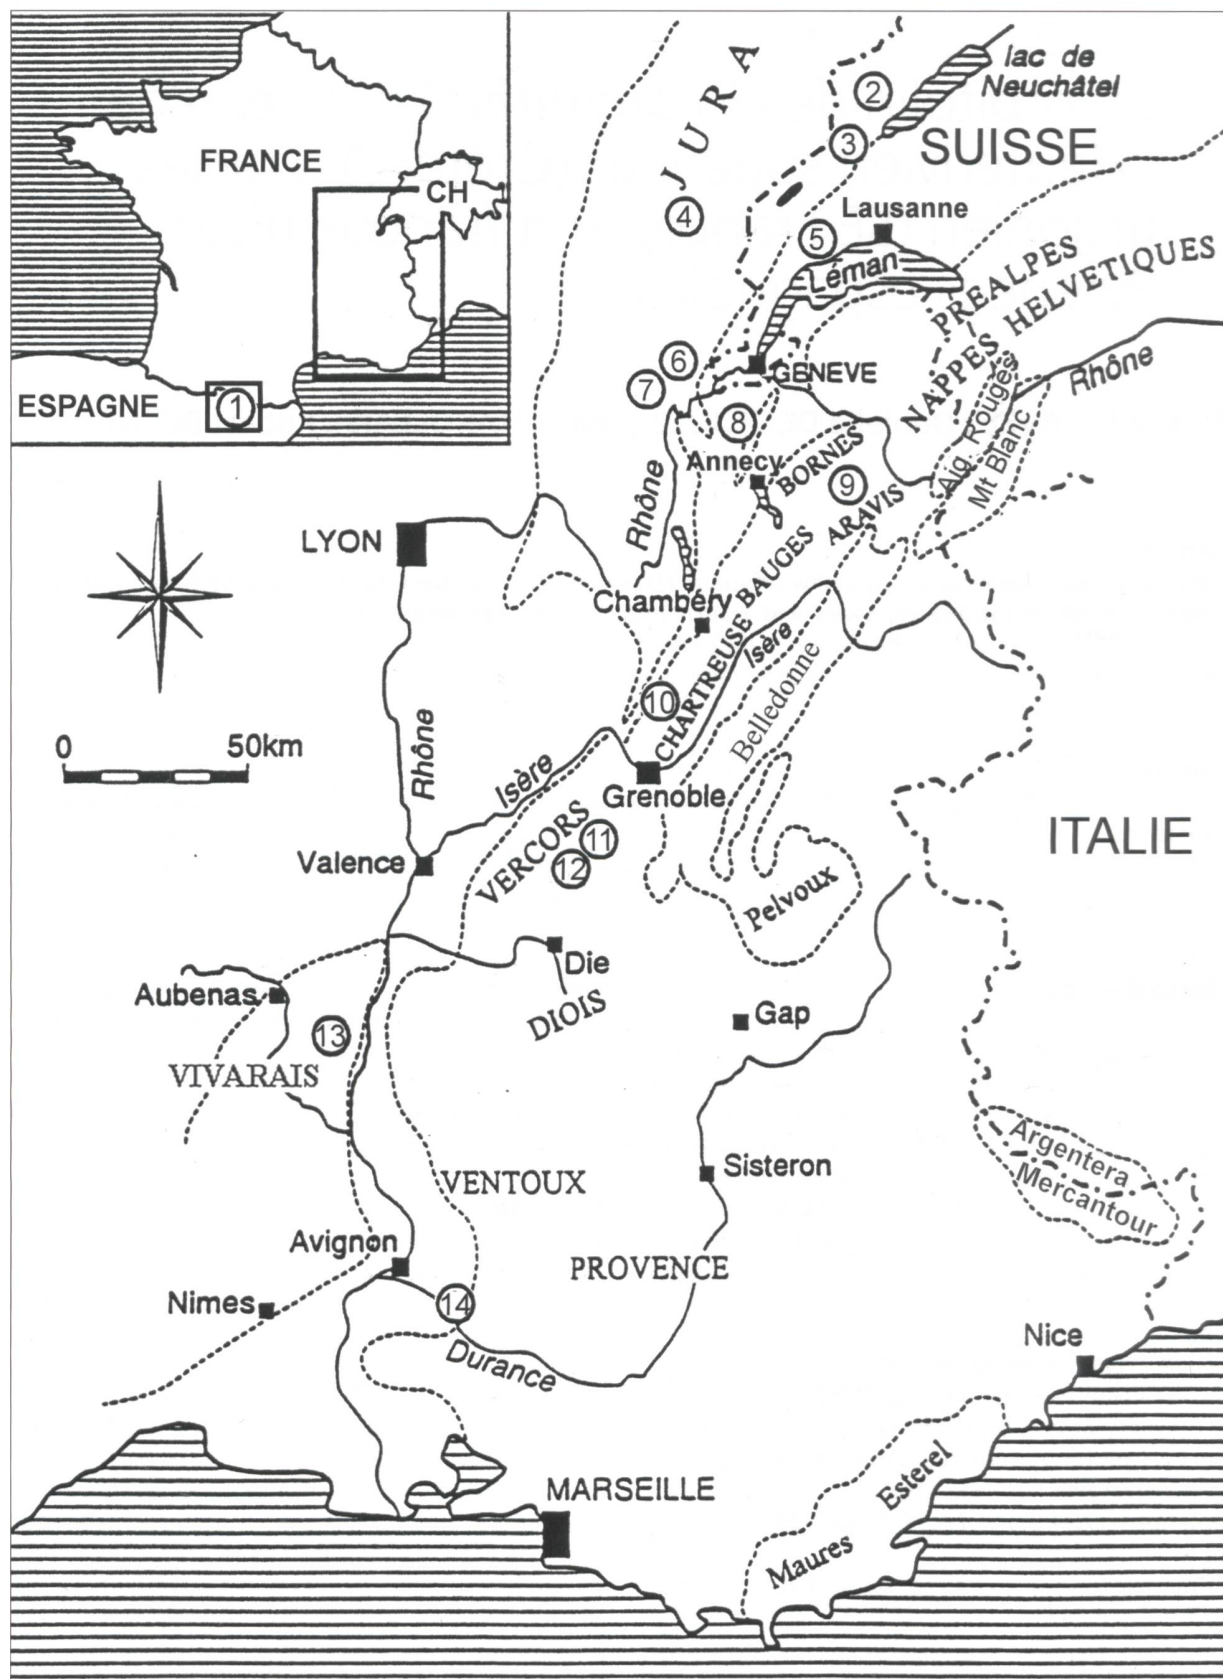 FRANCE
CH
ESPAGNE
1
JURA
lac de
Neuchâtel
2
3
SUISSE
4
Lausanne
5
Léman
PREALPES
NAPPES HELVETIQUES
6
7
GENEVE
Rhône
8
Annecy
BORNES
9
ARAVIS
Aig. Rouges
Mt Blanc
Rhône
LYON
Chambéry
BAUGES
CHARTREUSE
Isère
Belledonne
10
0
50km
Rhône
Isère
Grenoble
ITALIE
Valence
VERCORS
11
12
Pelvoux
Die
DIOIS
Aubenas
Gap
13
VIVARAIS
Argentera
Mercantour
VENTOUX
Sisteron
Avignon
PROVENCE
Nimes
14
Durance
Nice
MARSEILLE
Esterel
Maures